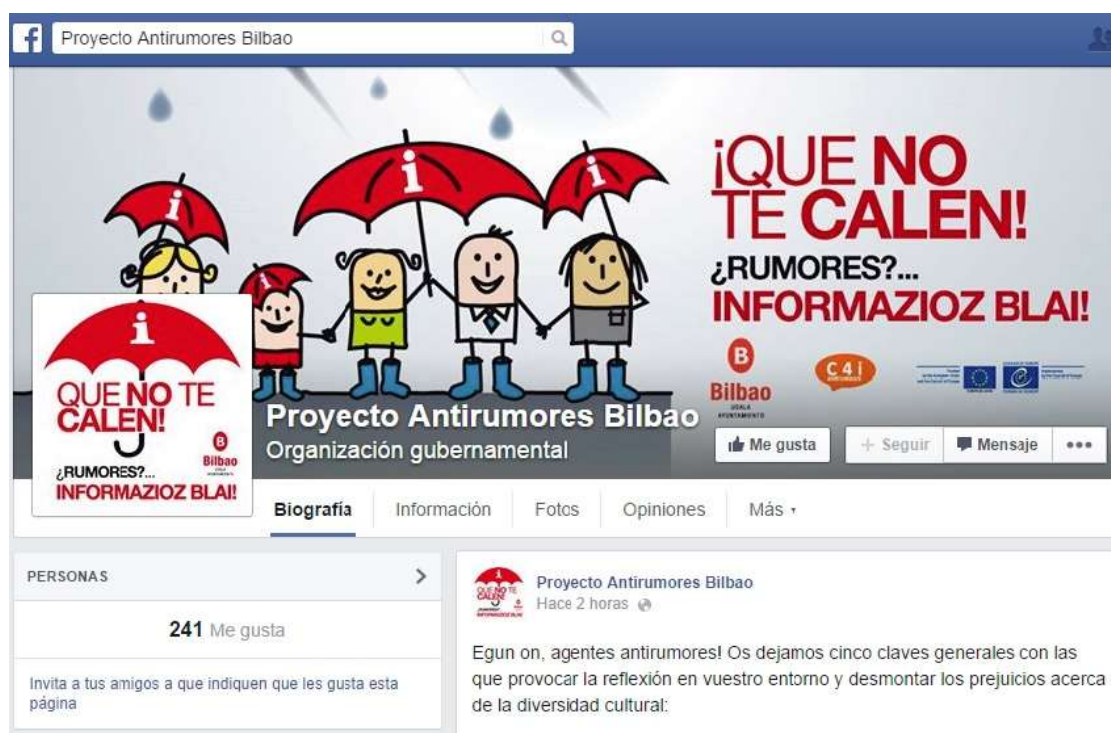 Proyecto Antirumores Bilbao
¡QUE NO
TE CALEN!
¿RUMORES?...
INFORMAZIOZ BLAI!
B
Bilbao
UDALA
AYUNTAMIENTO
C4i
Proyecto Antirumores Bilbao
Organización gubernamental
Me gusta
Seguir
Mensaje
i
QUE NO TE
CALEN!
¿RUMORES?...
INFORMAZIOZ BLAI!
B
Bilbao
Biografía
Información
Fotos
Opiniones
Más
PERSONAS
241 Me gusta
Invita a tus amigos a que indiquen que les gusta esta
página
Proyecto Antirumores Bilbao
Hace 2 horas
Egun on, agentes antirumores! Os dejamos cinco claves generales con las
que provocar la reflexión en vuestro entorno y desmontar los prejuicios acerca
de la diversidad cultural: